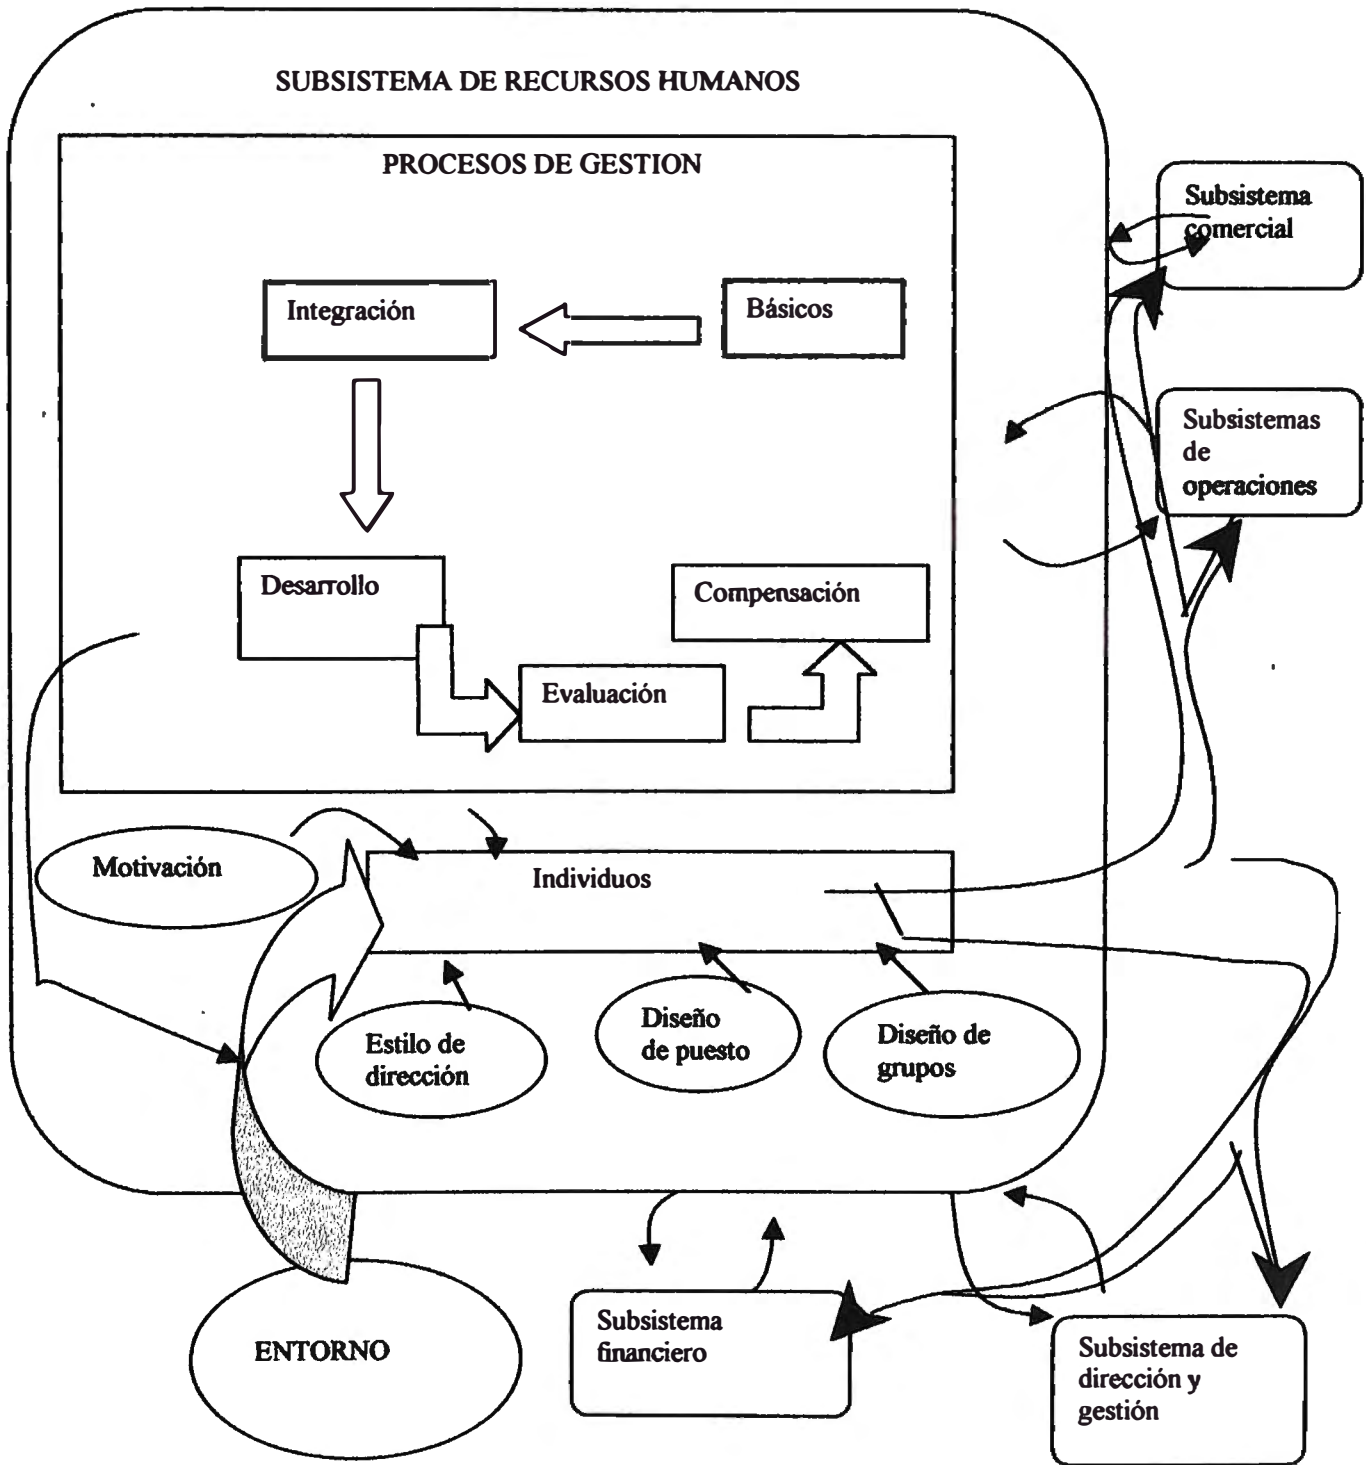 SUBSISTEMA DE RECURSOS HUMANOS
PROCESOS DE GESTION
Subsistema
comercial
Integración
Básicos
Subsistemas
de
operaciones
Desarrollo
Compensación
Evaluación
Motivación
Individuos
Estilo de
dirección
Diseño
de puesto
Diseño de
grupos
ENTORNO
Subsistema
financiero
Subsistema de
dirección y
gestión